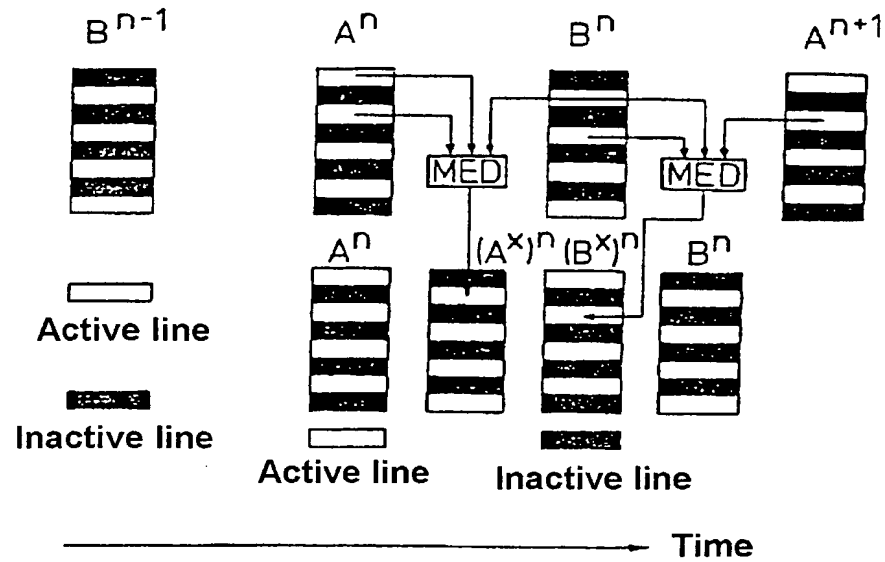 B^n-1 A^n B^n A^n+1
MED MED
A^n (A^x)^n (B^x)^n B^n
Active line
Inactive line
Active line Inactive line
Time